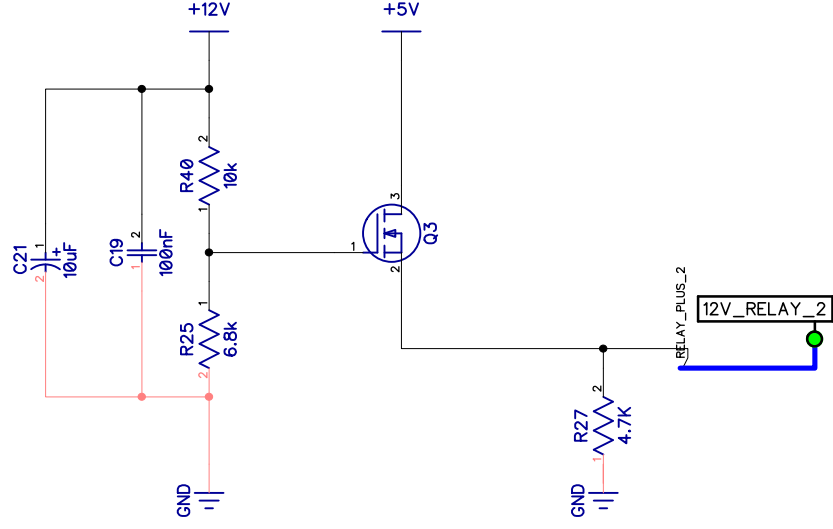 +12V
+5V
2
R40
10k
1
3
Q3
1
2
1
C21
+
10uF
2
2
C19
100nF
1
1
R25
6.8k
2
RELAY_PLUS_2
12V_RELAY_2
2
R27
4.7K
1
GND
GND